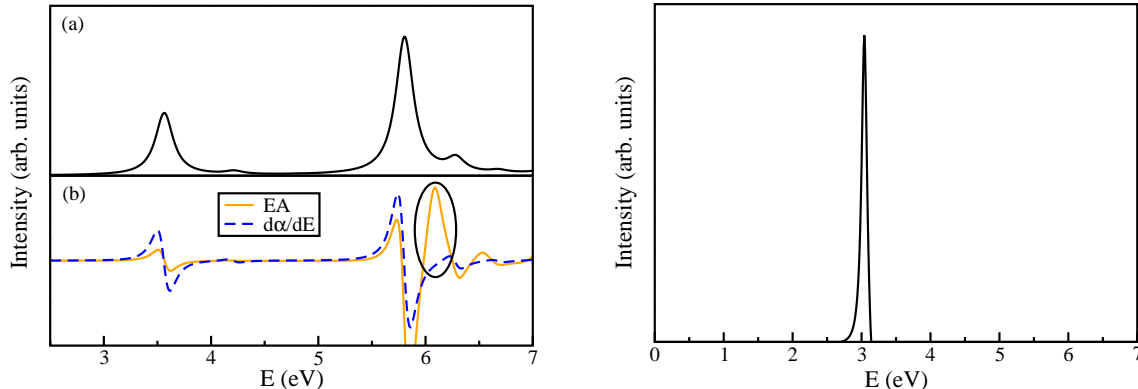 (a)
Intensity (arb. units)
(b)
EA
dα/dE
3 4 5 6 7
E (eV)
Intensity (arb. units)
0 1 2 3 4 5 6 7
E (eV)